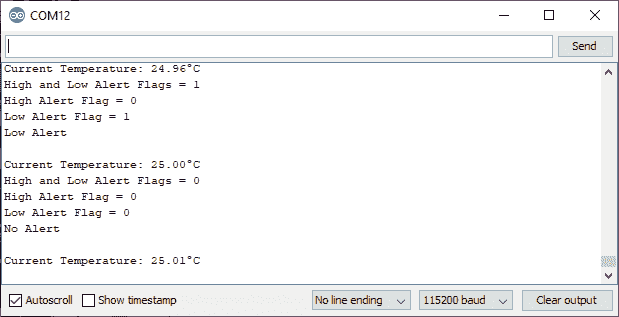 COM12
Send
Current Temperature: 24.96°C
High and Low Alert Flags = 1
High Alert Flag = 0
Low Alert Flag = 1
Low Alert
Current Temperature: 25.00°C
High and Low Alert Flags = 0
High Alert Flag = 0
Low Alert Flag = 0
No Alert
Current Temperature: 25.01°C
Autoscroll Show timestamp No line ending 115200 baud Clear output